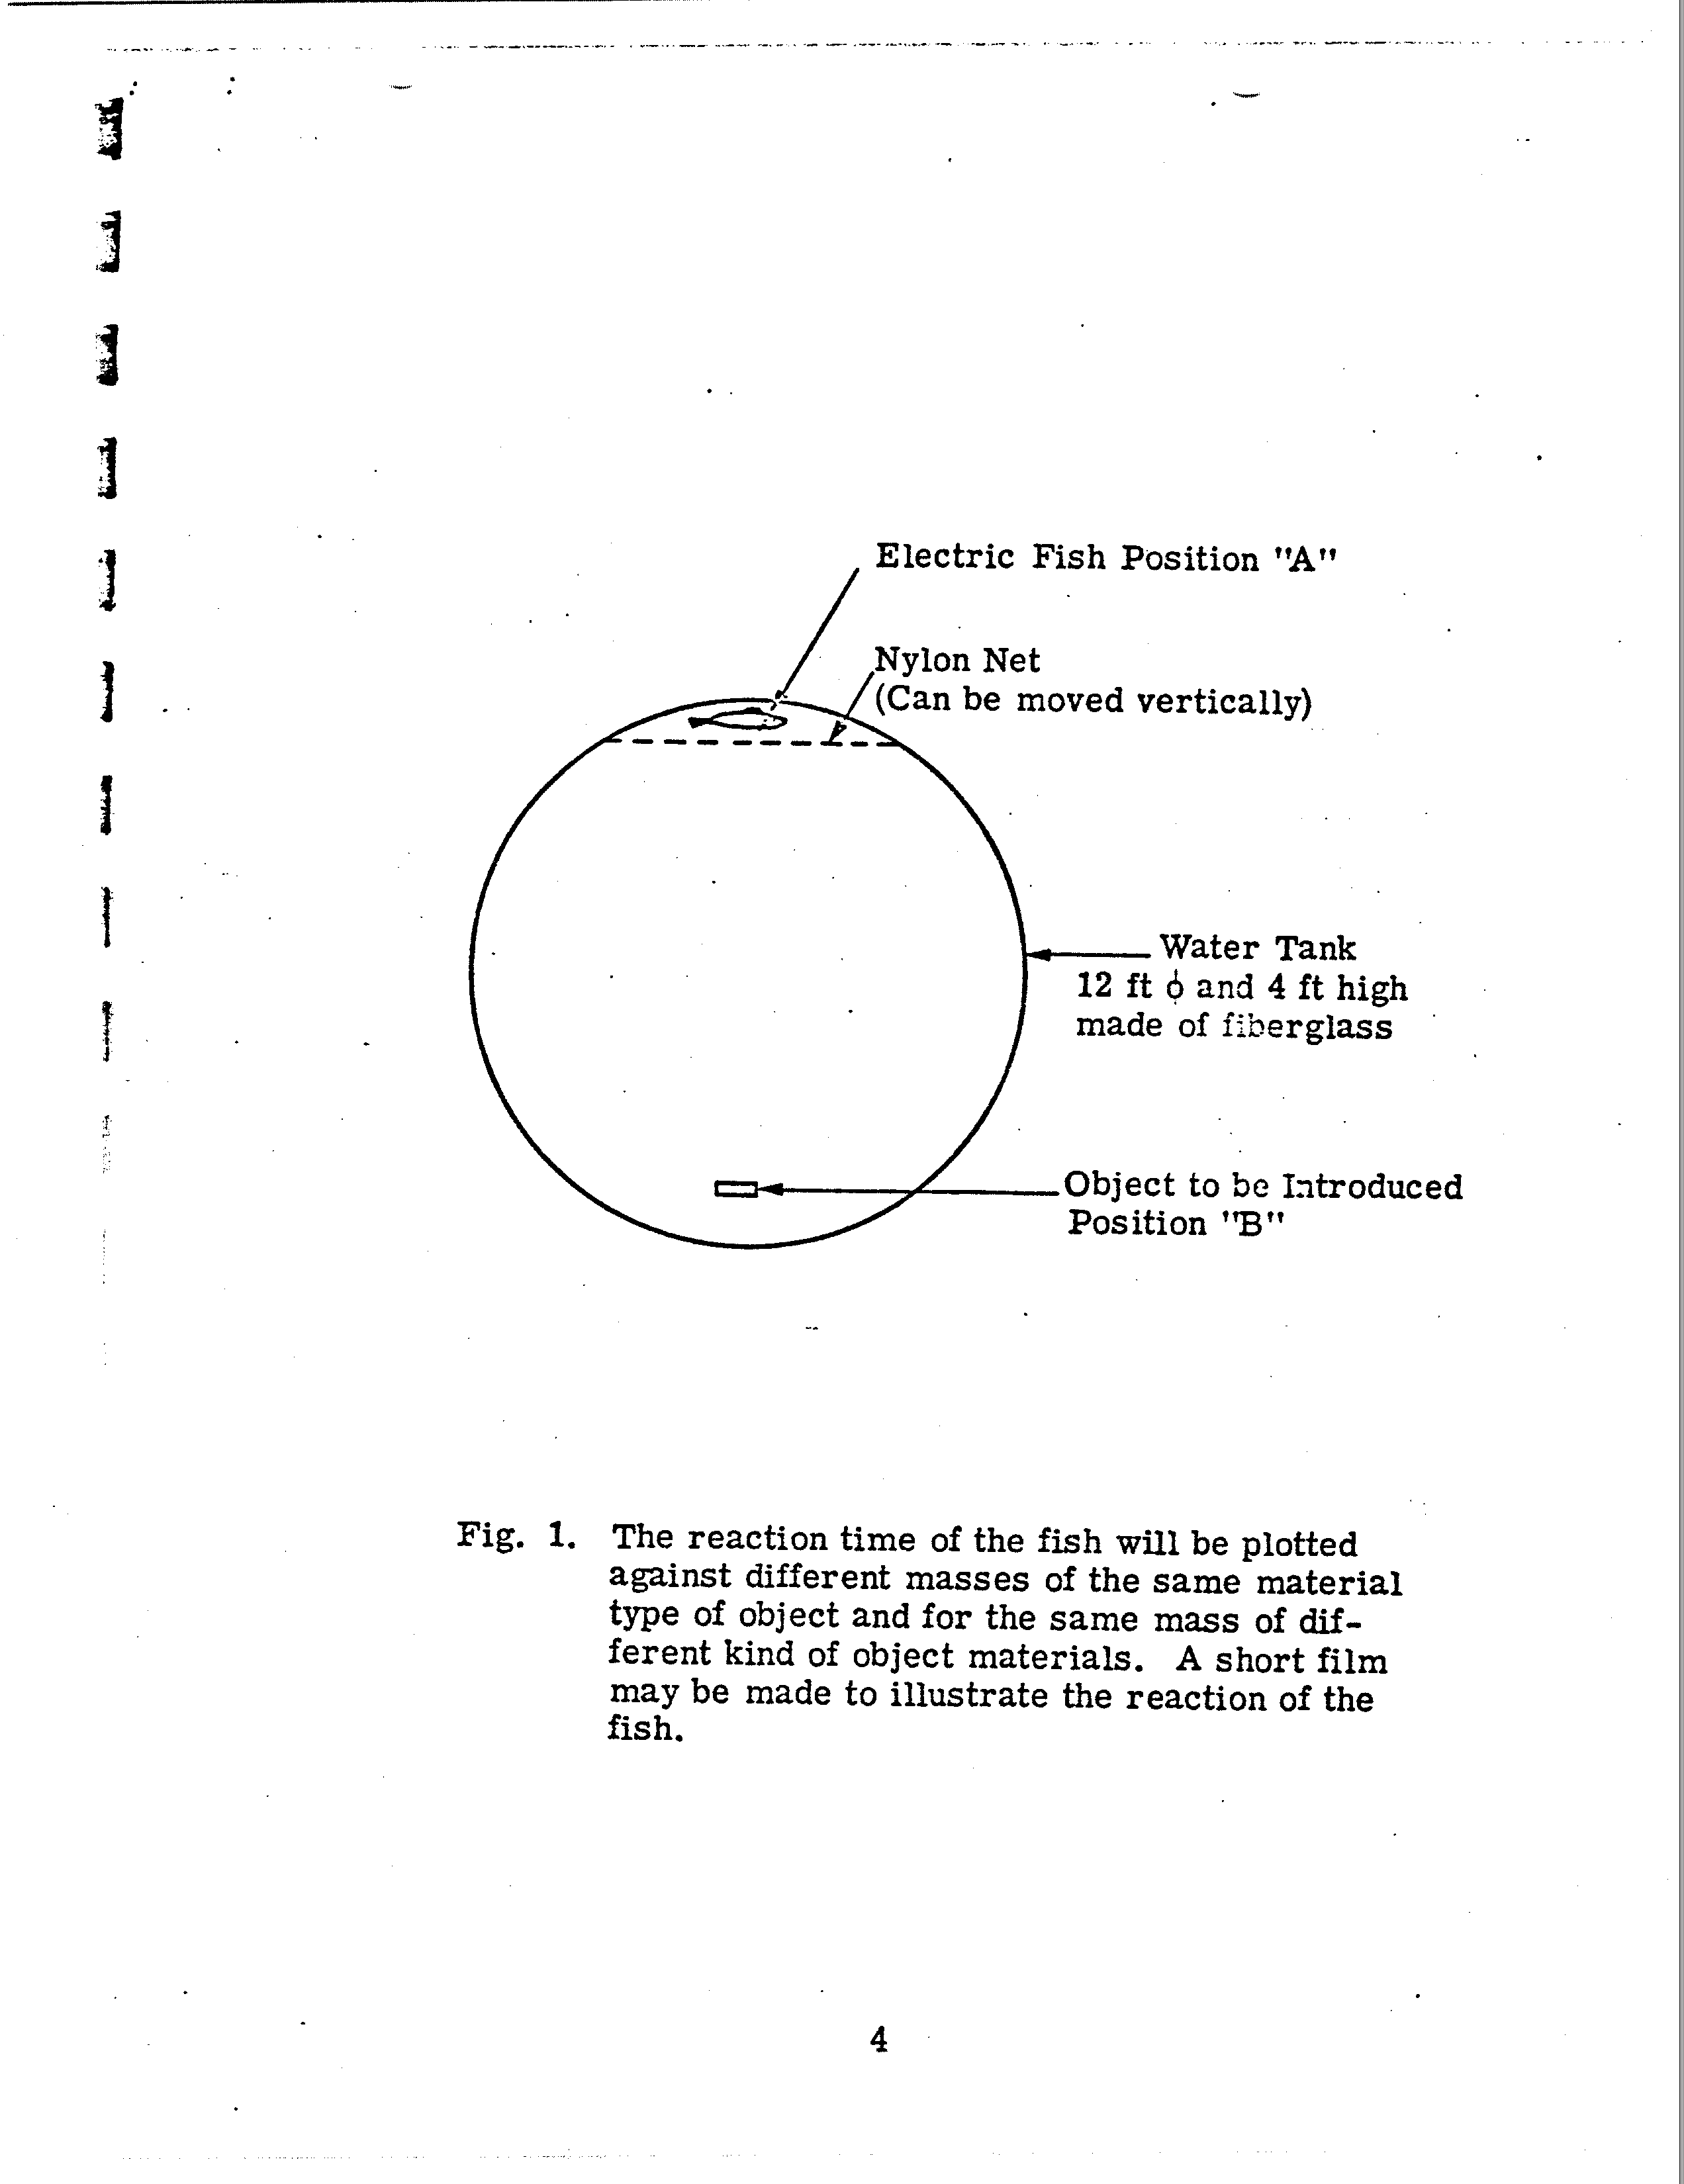 Electric Fish Position "A"
Nylon Net
(Can be moved vertically)
Water Tank
12 ft ϕ and 4 ft high
made of fiberglass
Object to be Introduced
Position "B"
Fig. 1. The reaction time of the fish will be plotted
against different masses of the same material
type of object and for the same mass of dif-
ferent kind of object materials. A short film
may be made to illustrate the reaction of the
fish.
4